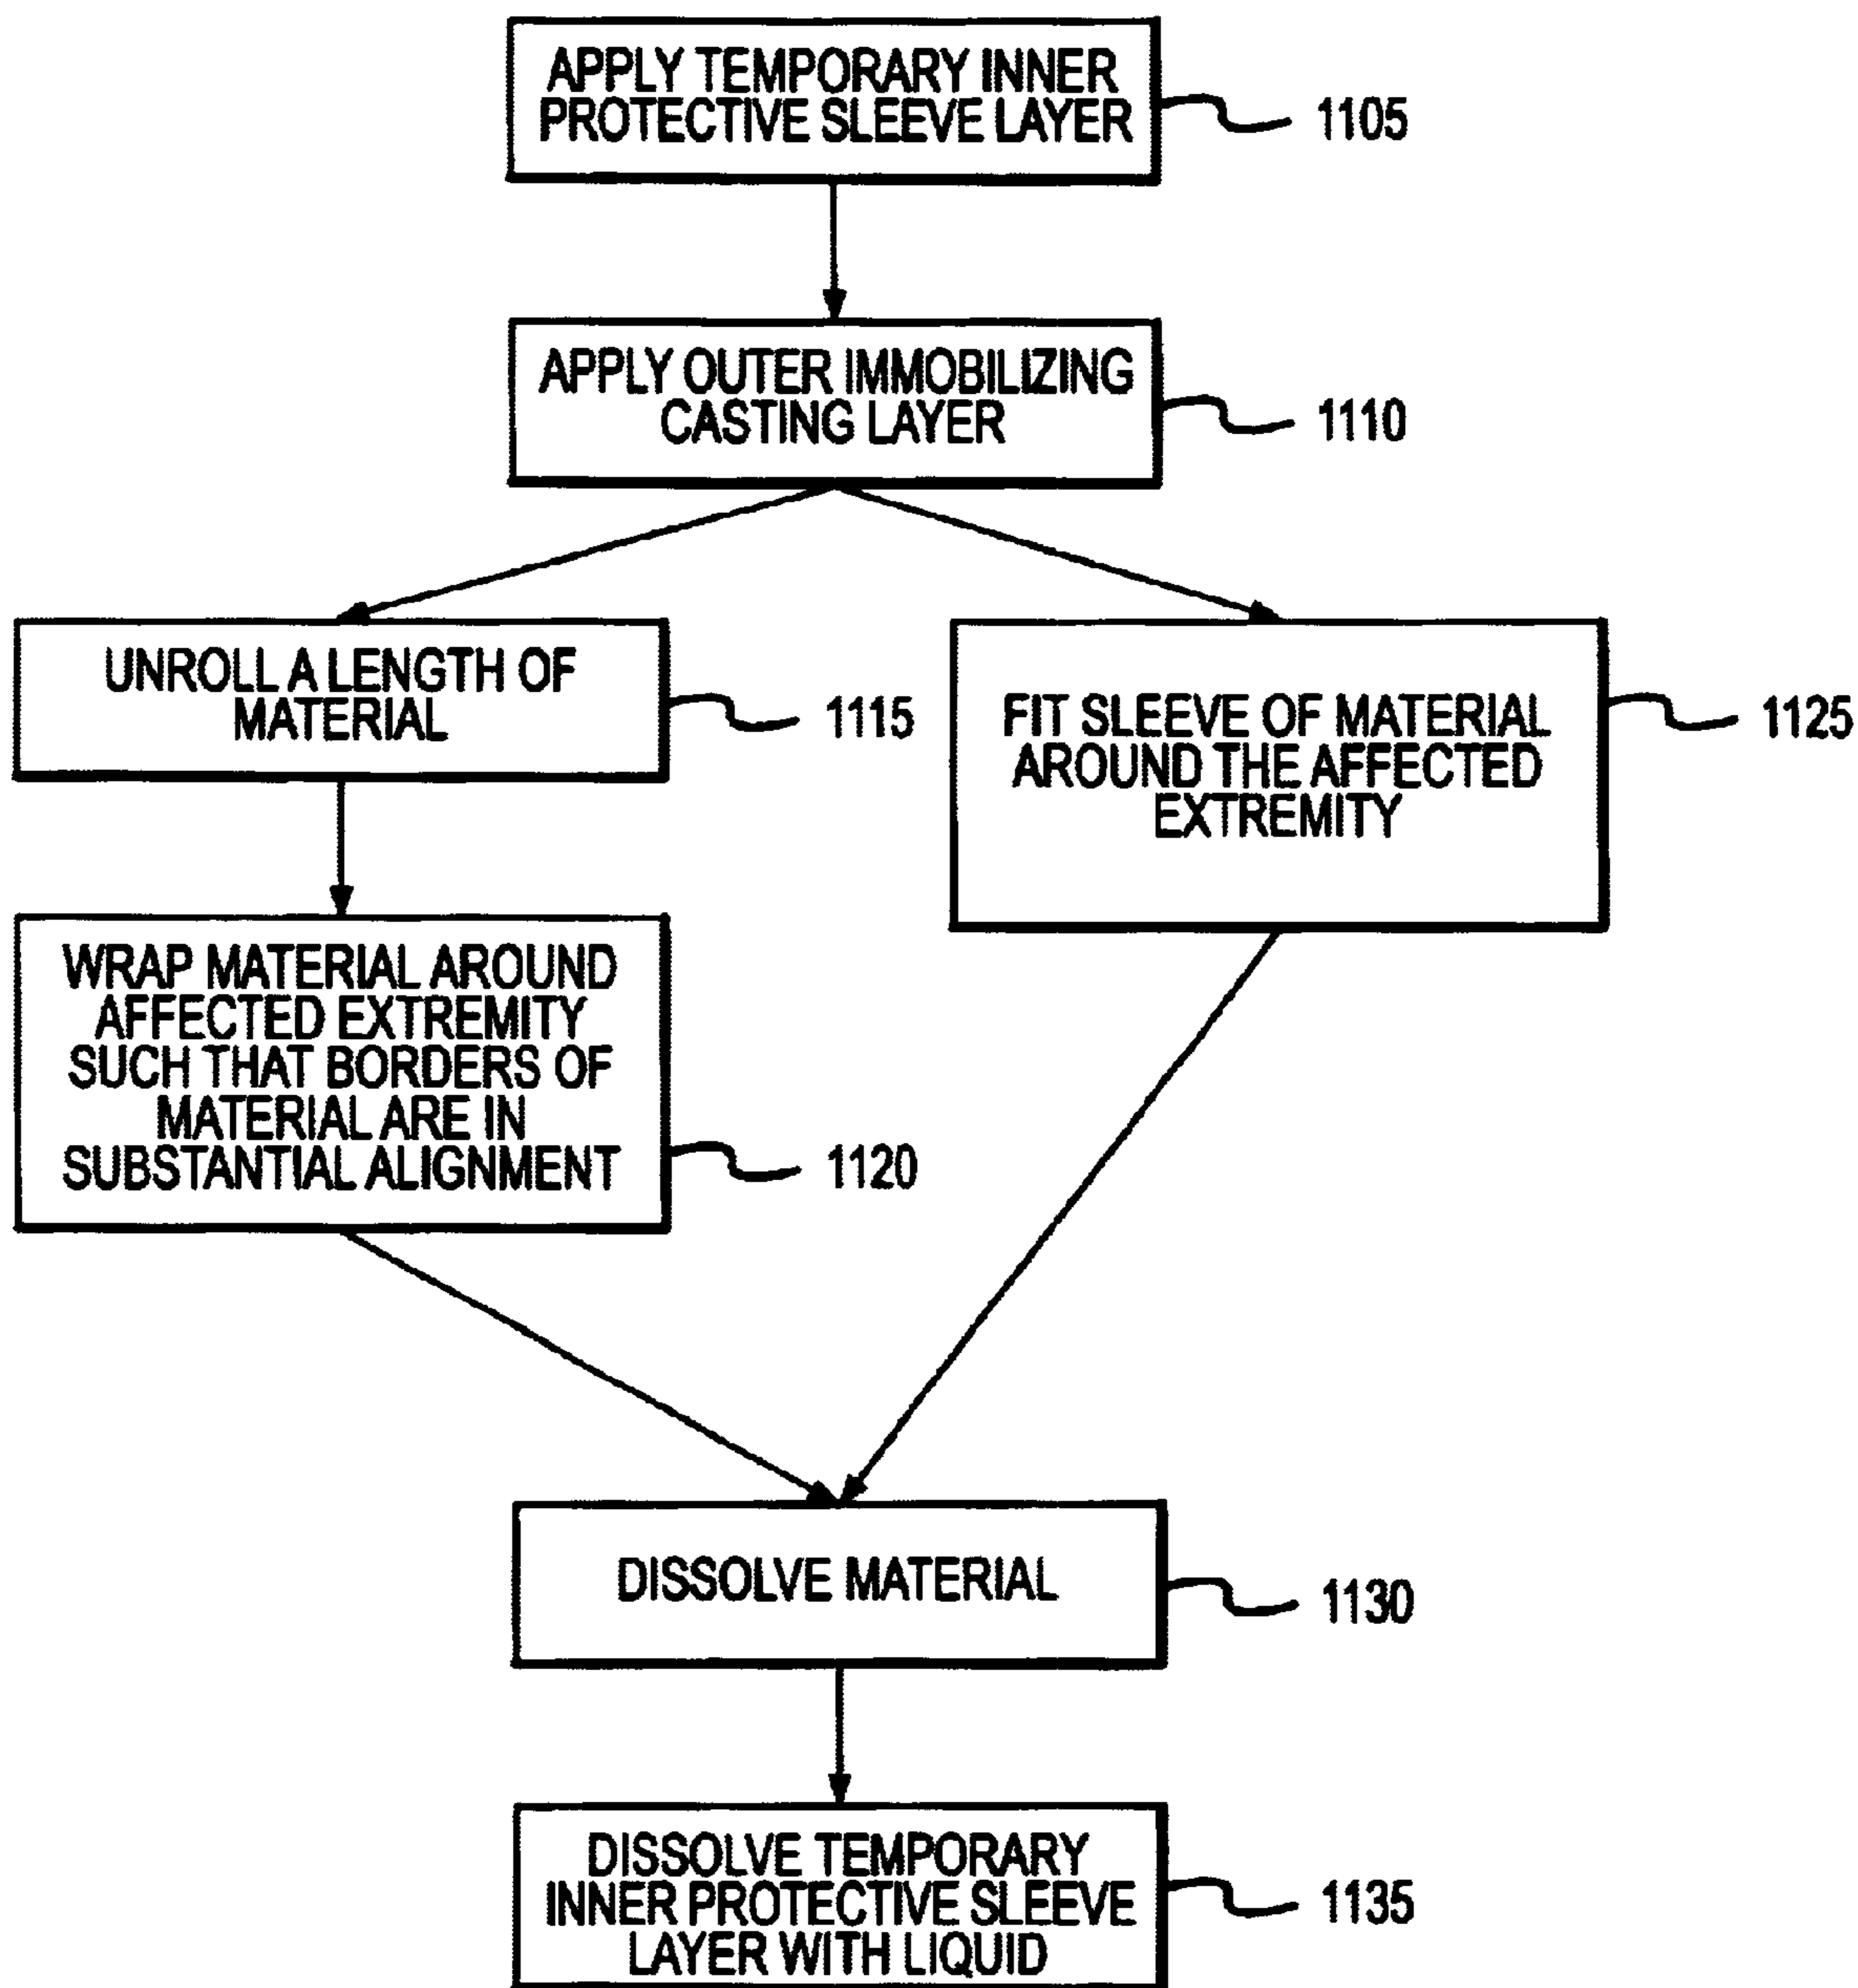 APPLY TEMPORARY INNER
PROTECTIVE SLEEVE LAYER
1105
APPLY OUTER IMMOBILIZING
CASTING LAYER
1110
UNROLL A LENGTH OF
MATERIAL
1115
FIT SLEEVE OF MATERIAL
AROUND THE AFFECTED
EXTREMITY
1125
WRAP MATERIAL AROUND
AFFECTED EXTREMITY
SUCH THAT BORDERS OF
MATERIAL ARE IN
SUBSTANTIAL ALIGNMENT
1120
DISSOLVE MATERIAL
1130
DISSOLVE TEMPORARY
INNER PROTECTIVE SLEEVE
LAYER WITH LIQUID
1135